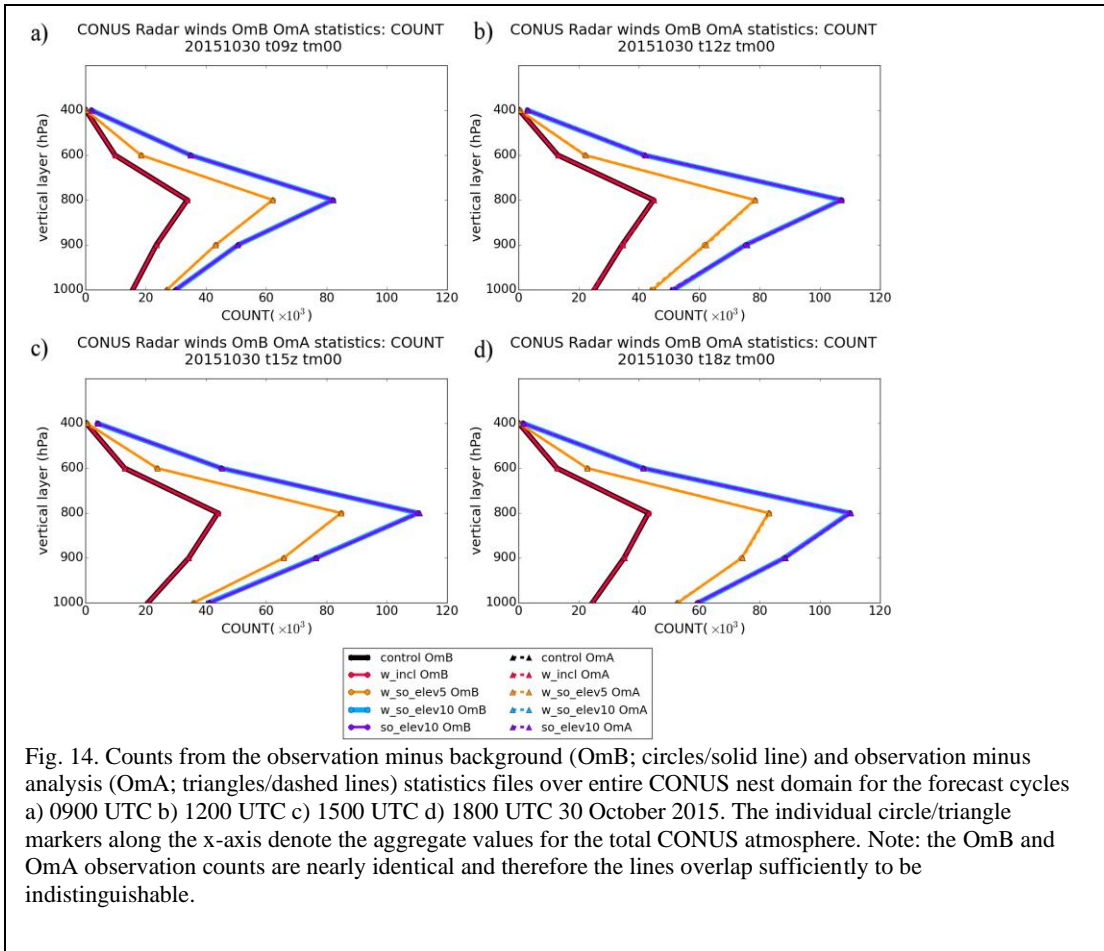 a)
CONUS Radar winds OmB OmA statistics: COUNT
20151030 t09z tm00
vertical layer (hPa)
400
600
800
900
1000
0 20 40 60 80 100 120
COUNT( ×10³)
b)
CONUS Radar winds OmB OmA statistics: COUNT
20151030 t12z tm00
vertical layer (hPa)
400
600
800
900
1000
0 20 40 60 80 100 120
COUNT( ×10³)
c)
CONUS Radar winds OmB OmA statistics: COUNT
20151030 t15z tm00
vertical layer (hPa)
400
600
800
900
1000
0 20 40 60 80 100 120
COUNT( ×10³)
d)
CONUS Radar winds OmB OmA statistics: COUNT
20151030 t18z tm00
vertical layer (hPa)
400
600
800
900
1000
0 20 40 60 80 100 120
COUNT( ×10³)
control OmB control OmA
w_incl OmB w_incl OmA
w_so_elev5 OmB w_so_elev5 OmA
w_so_elev10 OmB w_so_elev10 OmA
so_elev10 OmB so_elev10 OmA
Fig. 14. Counts from the observation minus background (OmB; circles/solid line) and observation minus
analysis (OmA; triangles/dashed lines) statistics files over entire CONUS nest domain for the forecast cycles
a) 0900 UTC b) 1200 UTC c) 1500 UTC d) 1800 UTC 30 October 2015. The individual circle/triangle
markers along the x-axis denote the aggregate values for the total CONUS atmosphere. Note: the OmB and
OmA observation counts are nearly identical and therefore the lines overlap sufficiently to be
indistinguishable.